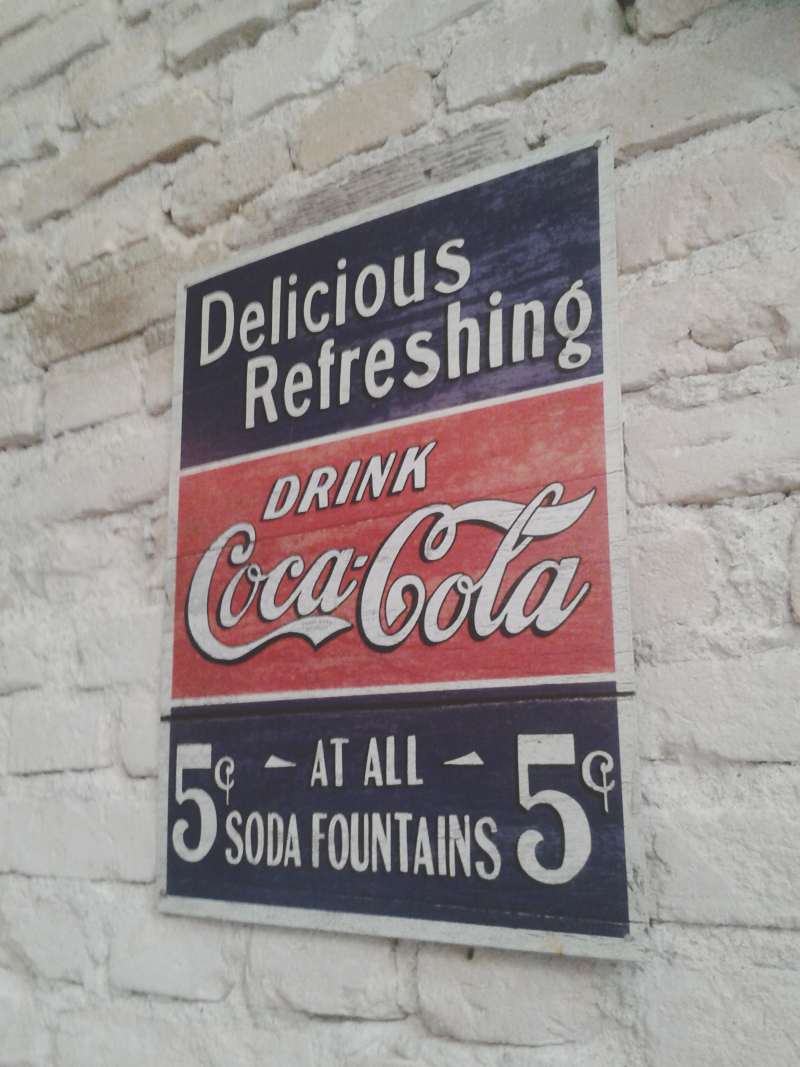 Delicious
Refreshing
DRINK
Coca-Cola
5¢ AT ALL 5¢
SODA FOUNTAINS